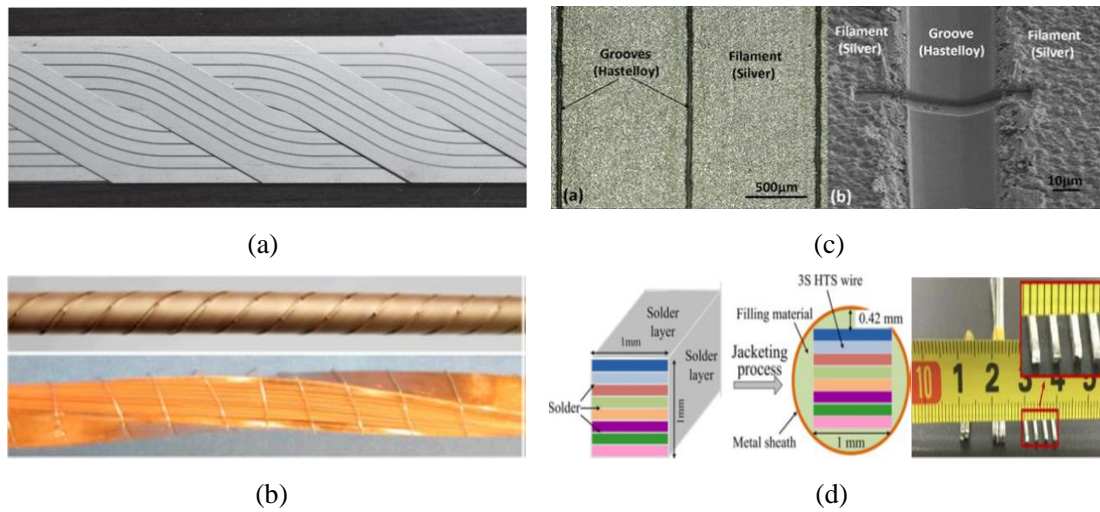 Grooves
(Hastelloy)
Filament
(Silver)
500μm
(a)
Filament
(Silver)
Groove
(Hastelloy)
Filament
(Silver)
10μm
(b)
(a)
(c)
3S HTS wire
Filling material
0.42 mm
Solder
layer
1mm
Solder
layer
Jacketing
process
Solder
1mm
Metal sheath
1 mm
10 1 2 3 4 5
(b)
(d)